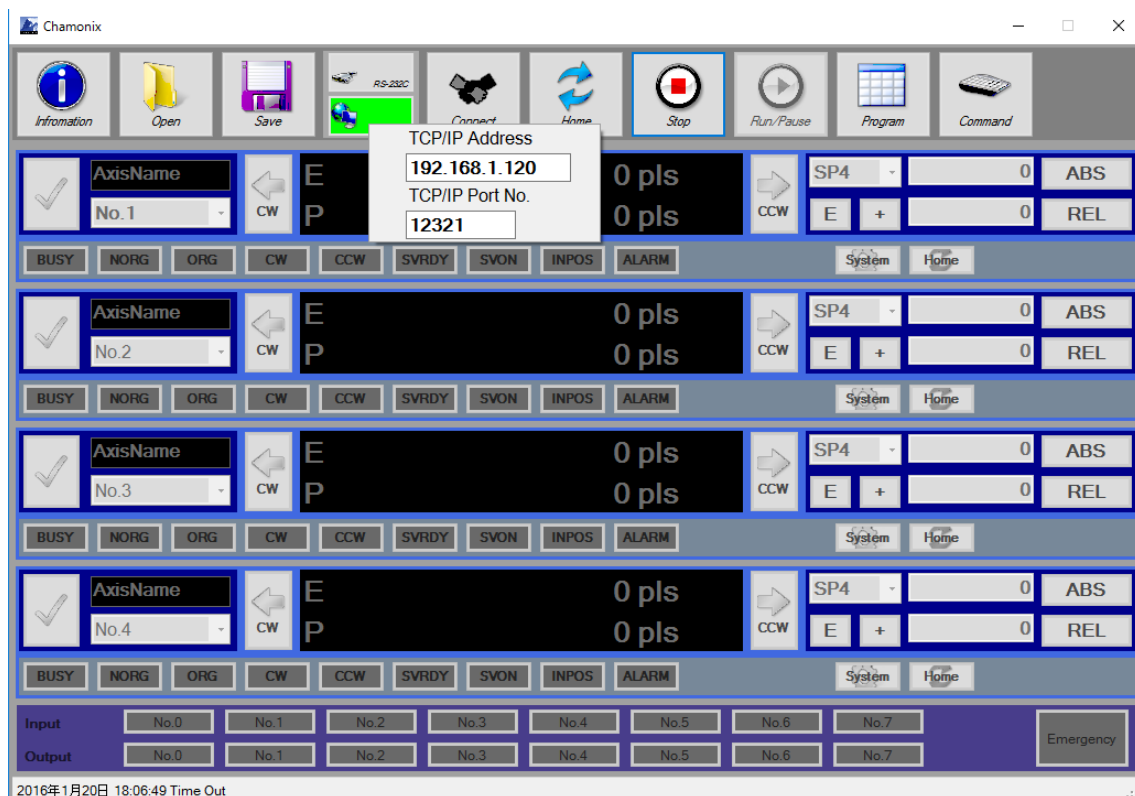 Chamonix
RS-232C
Infromation Open Save Connect Home Stop Run/Pause Program Command
TCP/IP Address
192.168.1.120
TCP/IP Port No.
12321
AxisName E 0 pls SP4 0 ABS
No.1 CW P 0 pls CCW E + 0 REL
BUSY NORG ORG CW CCW SVRDY SVON INPOS ALARM System Home
AxisName E 0 pls SP4 0 ABS
No.2 CW P 0 pls CCW E + 0 REL
BUSY NORG ORG CW CCW SVRDY SVON INPOS ALARM System Home
AxisName E 0 pls SP4 0 ABS
No.3 CW P 0 pls CCW E + 0 REL
BUSY NORG ORG CW CCW SVRDY SVON INPOS ALARM System Home
AxisName E 0 pls SP4 0 ABS
No.4 CW P 0 pls CCW E + 0 REL
BUSY NORG ORG CW CCW SVRDY SVON INPOS ALARM System Home
Input No.0 No.1 No.2 No.3 No.4 No.5 No.6 No.7
Emergency
Output No.0 No.1 No.2 No.3 No.4 No.5 No.6 No.7
2016年1月20日 18:06:49 Time Out